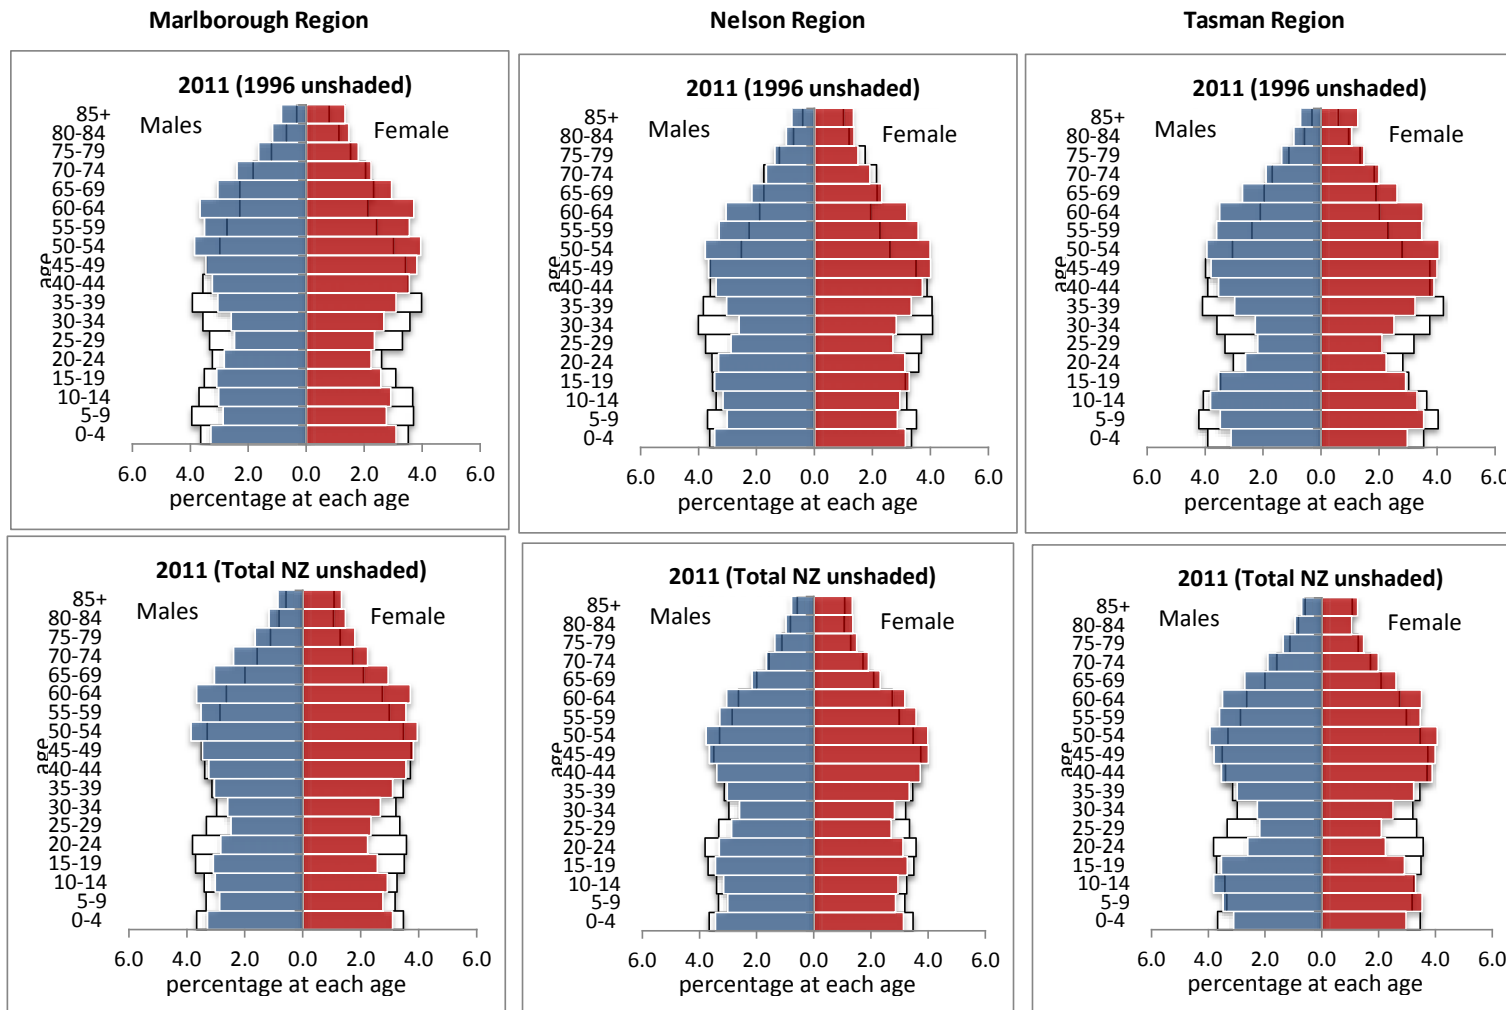 Marlborough Region
Nelson Region
Tasman Region
2011 (1996 unshaded)
Males
Female
85+
80-84
75-79
70-74
65-69
60-64
55-59
50-54
45-49
40-44
35-39
30-34
25-29
20-24
15-19
10-14
5-9
0-4
age
6.0 4.0 2.0 0.0 2.0 4.0 6.0
percentage at each age
2011 (1996 unshaded)
Males
Female
85+
80-84
75-79
70-74
65-69
60-64
55-59
50-54
45-49
40-44
35-39
30-34
25-29
20-24
15-19
10-14
5-9
0-4
age
6.0 4.0 2.0 0.0 2.0 4.0 6.0
percentage at each age
2011 (1996 unshaded)
Males
Female
85+
80-84
75-79
70-74
65-69
60-64
55-59
50-54
45-49
40-44
35-39
30-34
25-29
20-24
15-19
10-14
5-9
0-4
age
6.0 4.0 2.0 0.0 2.0 4.0 6.0
percentage at each age
2011 (Total NZ unshaded)
Males
Female
85+
80-84
75-79
70-74
65-69
60-64
55-59
50-54
45-49
40-44
35-39
30-34
25-29
20-24
15-19
10-14
5-9
0-4
age
6.0 4.0 2.0 0.0 2.0 4.0 6.0
percentage at each age
2011 (Total NZ unshaded)
Males
Female
85+
80-84
75-79
70-74
65-69
60-64
55-59
50-54
45-49
40-44
35-39
30-34
25-29
20-24
15-19
10-14
5-9
0-4
age
6.0 4.0 2.0 0.0 2.0 4.0 6.0
percentage at each age
2011 (Total NZ unshaded)
Males
Female
85+
80-84
75-79
70-74
65-69
60-64
55-59
50-54
45-49
40-44
35-39
30-34
25-29
20-24
15-19
10-14
5-9
0-4
age
6.0 4.0 2.0 0.0 2.0 4.0 6.0
percentage at each age